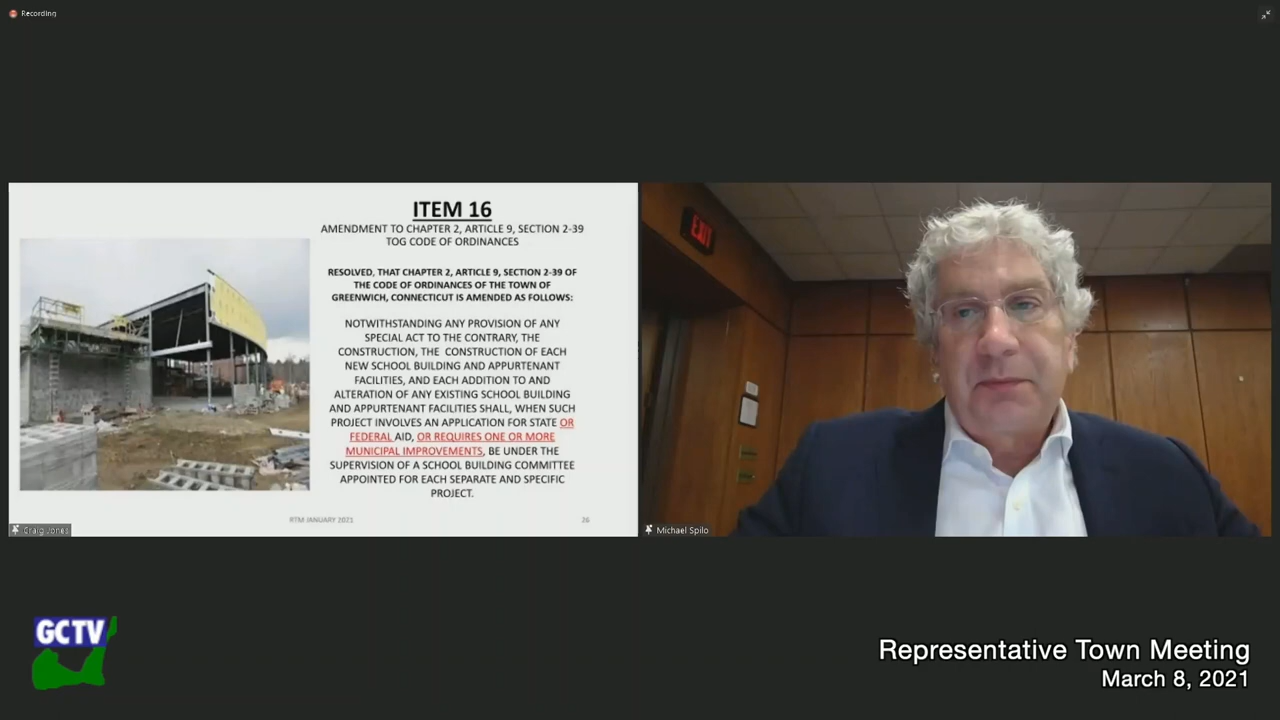 Recording
ITEM 16
AMENDMENT TO CHAPTER 2, ARTICLE 9, SECTION 2-39
TOG CODE OF ORDINANCES
RESOLVED, THAT CHAPTER 2, ARTICLE 9, SECTION 2-39 OF
THE CODE OF ORDINANCES OF THE TOWN OF
GREENWICH, CONNECTICUT IS AMENDED AS FOLLOWS:
NOTWITHSTANDING ANY PROVISION OF ANY
SPECIAL ACT TO THE CONTRARY, THE
CONSTRUCTION, THE CONSTRUCTION OF EACH
NEW SCHOOL BUILDING AND APPURTENANT
FACILITIES, AND EACH ADDITION TO AND
ALTERATION OF ANY EXISTING SCHOOL BUILDING
AND APPURTENANT FACILITIES SHALL, WHEN SUCH
PROJECT INVOLVES AN APPLICATION FOR STATE OR
FEDERAL AID, OR REQUIRES ONE OR MORE
MUNICIPAL IMPROVEMENTS, BE UNDER THE
SUPERVISION OF A SCHOOL BUILDING COMMITTEE
APPOINTED FOR EACH SEPARATE AND SPECIFIC
PROJECT.
RTM JANUARY 2021
26
Craig Jones
EXIT
Michael Spilo
GCTV
Representative Town Meeting
March 8, 2021